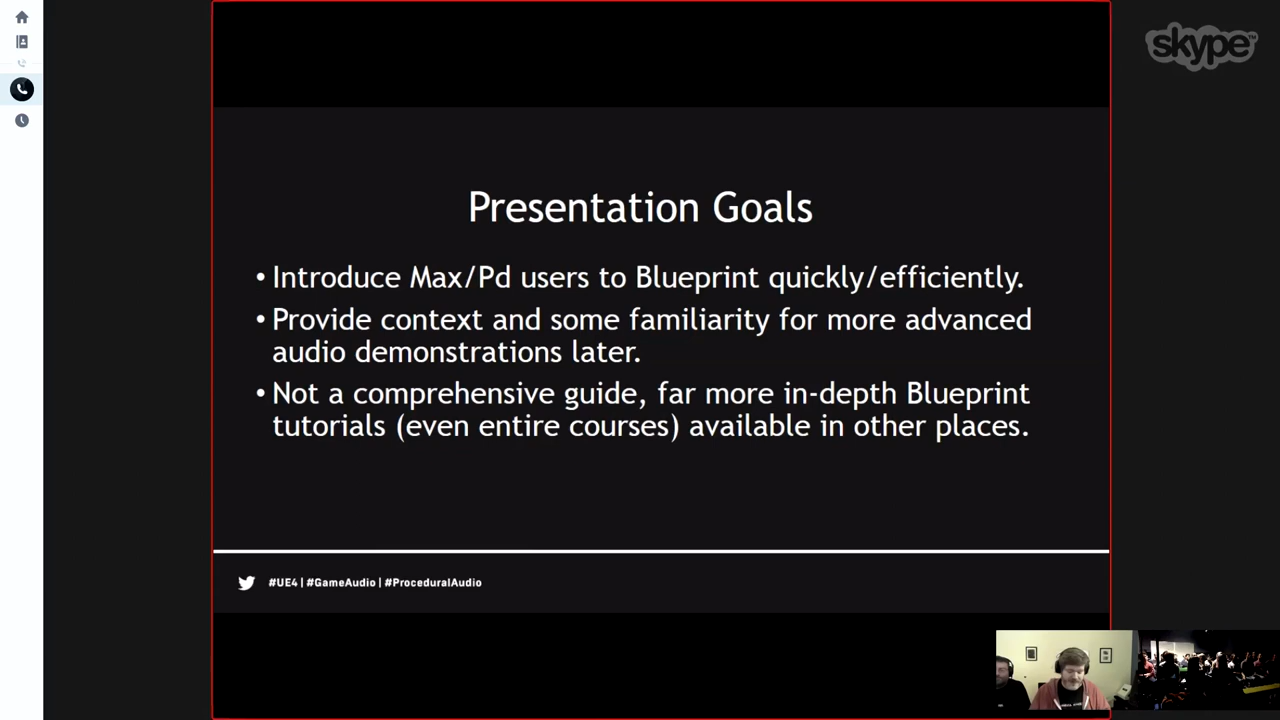 skype™
Presentation Goals
• Introduce Max/Pd users to Blueprint quickly/efficiently.
• Provide context and some familiarity for more advanced
audio demonstrations later.
• Not a comprehensive guide, far more in-depth Blueprint
tutorials (even entire courses) available in other places.
#UE4 | #GameAudio | #ProceduralAudio